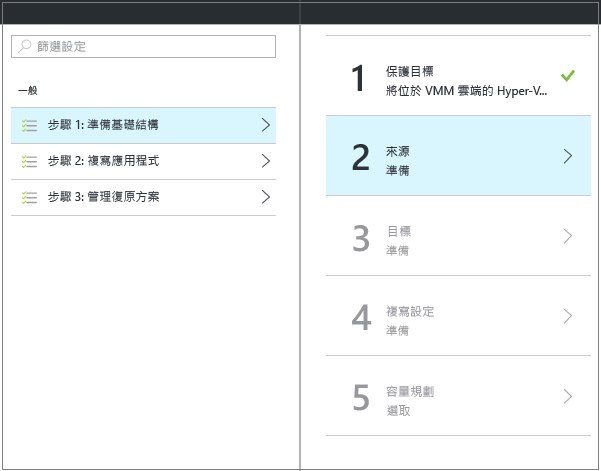 篩選設定
一般
步驟 1: 準備基礎結構
步驟 2: 複寫應用程式
步驟 3: 管理復原方案
1
保護目標
將位於 VMM 雲端的 Hyper-V...
2
來源
準備
3
目標
準備
4
複寫設定
準備
5
容量規劃
選取